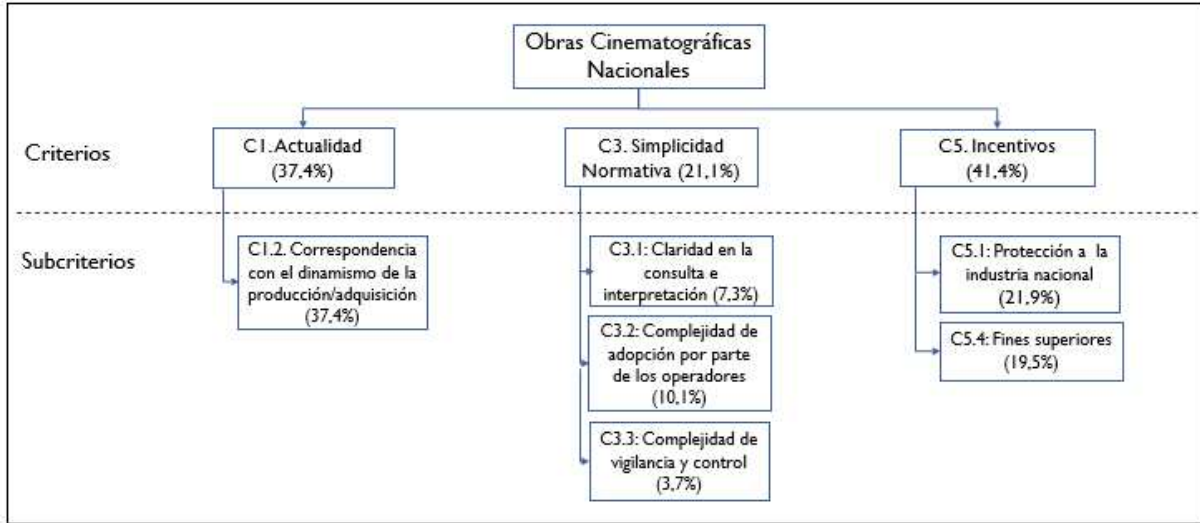 Obras Cinematográficas
Nacionales
Criterios
C1. Actualidad
(37,4%)
C3. Simplicidad
Normativa (21,1%)
C5. Incentivos
(41,4%)
Subcriterios
C1.2. Correspondencia
con el dinamismo de la
producción/adquisición
(37,4%)
C3.1: Claridad en la
consulta e
interpretación (7,3%)
C3.2: Complejidad de
adopción por parte
de los operadores
(10,1%)
C3.3: Complejidad de
vigilancia y control
(3,7%)
C5.1: Protección a la
industria nacional
(21,9%)
C5.4: Fines superiores
(19,5%)